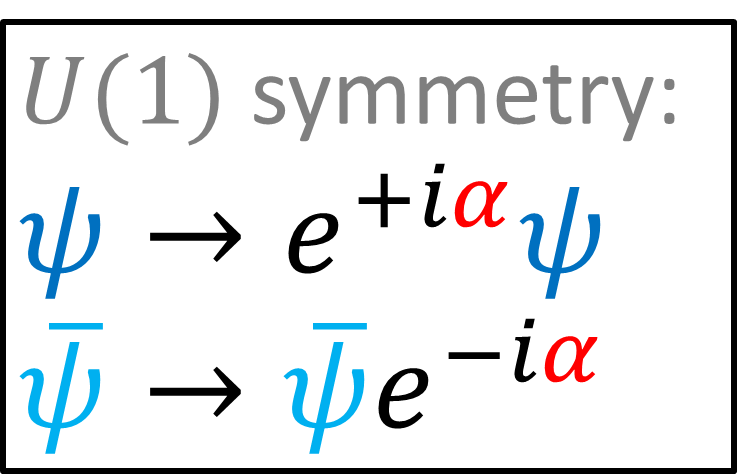 U(1) symmetry:
ψ → e^{+iα}ψ
ψ̅ → ψ̅e^{−iα}